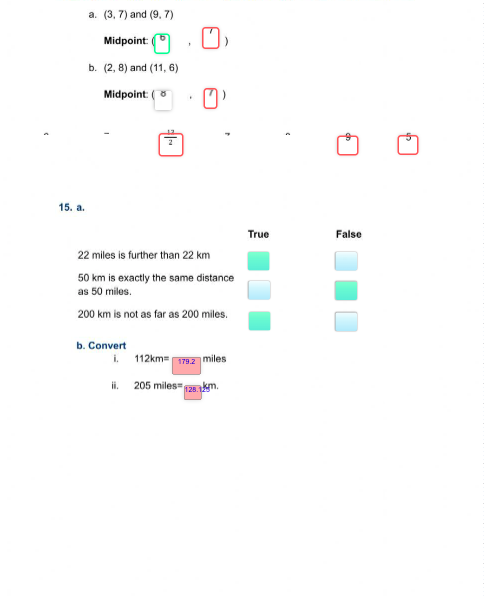 a. (3, 7) and (9, 7)
Midpoint: (6 , 7)
b. (2, 8) and (11, 6)
Midpoint: (8 , 7)
13/2 9 5
15. a.
True False
22 miles is further than 22 km
50 km is exactly the same distance
as 50 miles.
200 km is not as far as 200 miles.
b. Convert
i. 112km= 179.2 miles
ii. 205 miles= 128.125 km.